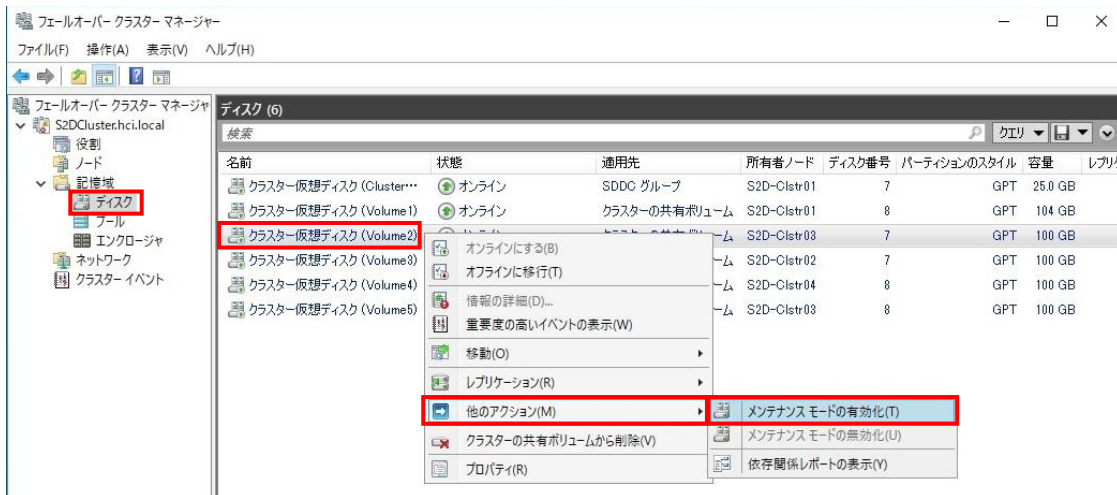 フェールオーバー クラスター マネージャー
ファイル(F) 操作(A) 表示(V) ヘルプ(H)
フェールオーバー クラスター マネージャ
S2DCluster.hci.local
役割
ノード
記憶域
ディスク
プール
エンクロージャ
ネットワーク
クラスター イベント
ディスク (6)
検索
クエリ
名前 状態 適用先 所有者ノード ディスク番号 パーティションのスタイル 容量 レプリ
クラスター仮想ディスク (Cluster… オンライン SDDC グループ S2D-Clstr01 7 GPT 25.0 GB
クラスター仮想ディスク (Volume1) オンライン クラスターの共有ボリューム S2D-Clstr01 8 GPT 104 GB
クラスター仮想ディスク (Volume2) ーム S2D-Clstr03 7 GPT 100 GB
クラスター仮想ディスク (Volume3) ーム S2D-Clstr02 7 GPT 100 GB
クラスター仮想ディスク (Volume4) ーム S2D-Clstr04 8 GPT 100 GB
クラスター仮想ディスク (Volume5) ーム S2D-Clstr03 8 GPT 100 GB
オンラインにする(B)
オフラインに移行(T)
情報の詳細(D)...
重要度の高いイベントの表示(W)
移動(O)
レプリケーション(R)
他のアクション(M)
クラスターの共有ボリュームから削除(V)
プロパティ(R)
メンテナンス モードの有効化(T)
メンテナンス モードの無効化(U)
依存関係レポートの表示(Y)